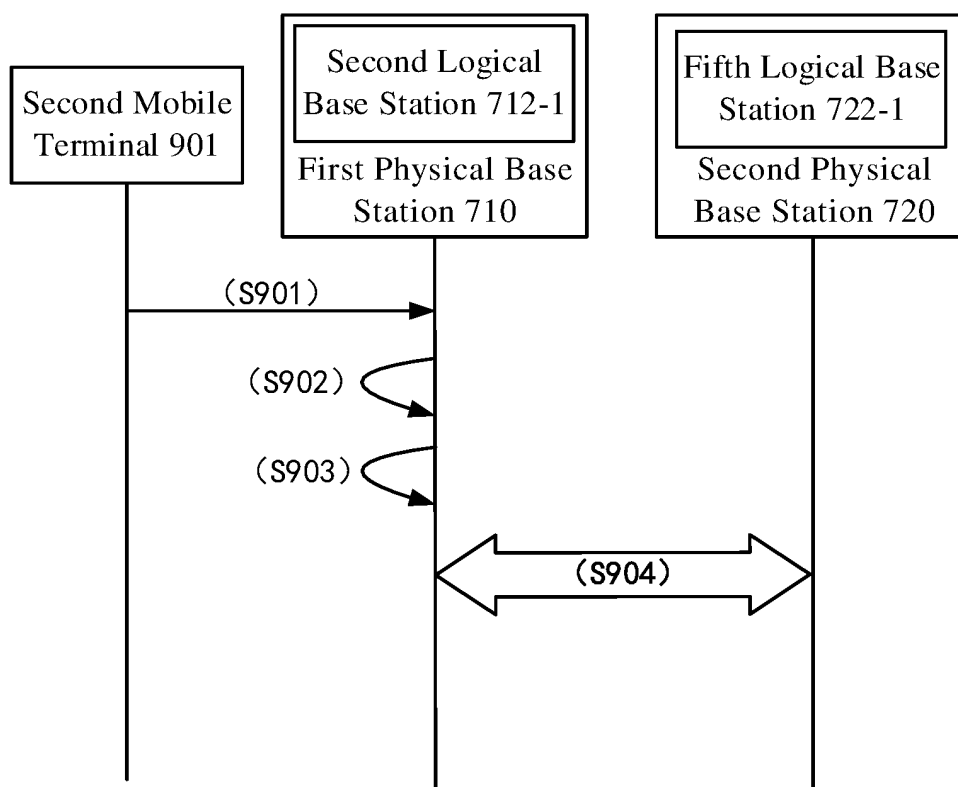 Second Mobile
Terminal 901
Second Logical
Base Station 712-1
First Physical Base
Station 710
Fifth Logical Base
Station 722-1
Second Physical
Base Station 720
(S901)
(S902)
(S903)
(S904)